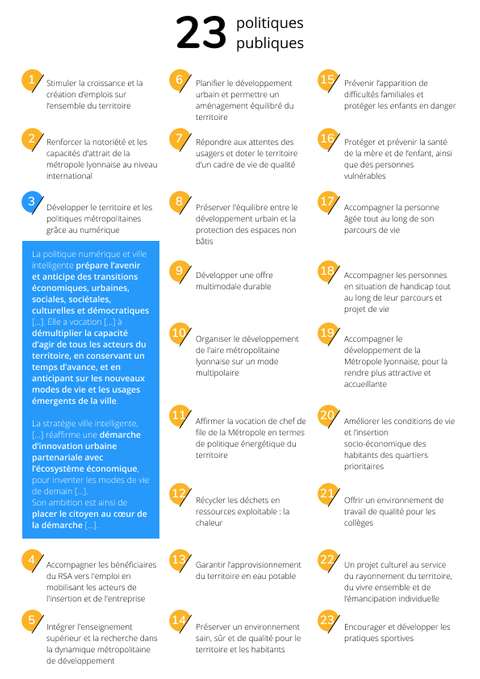 23 politiques
publiques
1
Stimuler la croissance et la
création d'emplois sur
l'ensemble du territoire
2
Renforcer la notoriété et les
capacités d'attrait de la
métropole lyonnaise au niveau
international
3
Développer le territoire et les
politiques métropolitaines
grâce au numérique
La politique numérique et ville
intelligente prépare l'avenir
et anticipe des transitions
économiques, urbaines,
sociales, sociétales,
culturelles et démocratiques
[...]. Elle a vocation [...] à
démultiplier la capacité
d'agir de tous les acteurs du
territoire, en conservant un
temps d'avance, et en
anticipant sur les nouveaux
modes de vie et les usages
émergents de la ville.
La stratégie ville intelligente,
[...] réaffirme une démarche
d'innovation urbaine
partenariale avec
l'écosystème économique,
pour inventer les modes de vie
de demain [...].
Son ambition est ainsi de
placer le citoyen au cœur de
la démarche [...].
4
Accompagner les bénéficiaires
du RSA vers l'emploi en
mobilisant les acteurs de
l'insertion et de l'entreprise
5
Intégrer l'enseignement
supérieur et la recherche dans
la dynamique métropolitaine
de développement
6
Planifier le développement
urbain et permettre un
aménagement équilibré du
territoire
7
Répondre aux attentes des
usagers et doter le territoire
d'un cadre de vie de qualité
8
Préserver l'équilibre entre le
développement urbain et la
protection des espaces non
bâtis
9
Développer une offre
multimodale durable
10
Organiser le développement
de l'aire métropolitaine
lyonnaise sur un mode
multipolaire
11
Affirmer la vocation de chef de
file de la Métropole en termes
de politique énergétique du
territoire
12
Récycler les déchets en
ressources exploitable : la
chaleur
13
Garantir l'approvisionnement
du territoire en eau potable
14
Préserver un environnement
sain, sûr et de qualité pour le
territoire et les habitants
15
Prévenir l'apparition de
difficultés familiales et
protéger les enfants en danger
16
Protéger et prévenir la santé
de la mère et de l'enfant, ainsi
que des personnes
vulnérables
17
Accompagner la personne
âgée tout au long de son
parcours de vie
18
Accompagner les personnes
en situation de handicap tout
au long de leur parcours et
projet de vie
19
Accompagner le
développement de la
Métropole lyonnaise, pour la
rendre plus attractive et
accueillante
20
Améliorer les conditions de vie
et l'insertion
socio-économique des
habitants des quartiers
prioritaires
21
Offrir un environnement de
travail de qualité pour les
collèges
22
Un projet culturel au service
du rayonnement du territoire,
du vivre ensemble et de
l'émancipation individuelle
23
Encourager et développer les
pratiques sportives